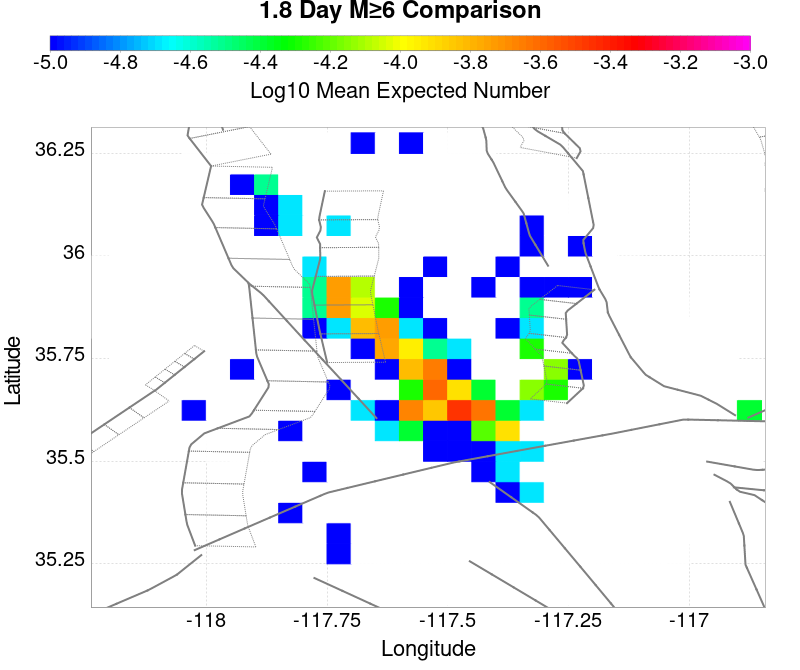 1.8 Day M≥6 Comparison
-5.0 -4.8 -4.6 -4.4 -4.2 -4.0 -3.8 -3.6 -3.4 -3.2 -3.0
Log10 Mean Expected Number
36.25
36
35.75
35.5
35.25
Latitude
-118 -117.75 -117.5 -117.25 -117
Longitude